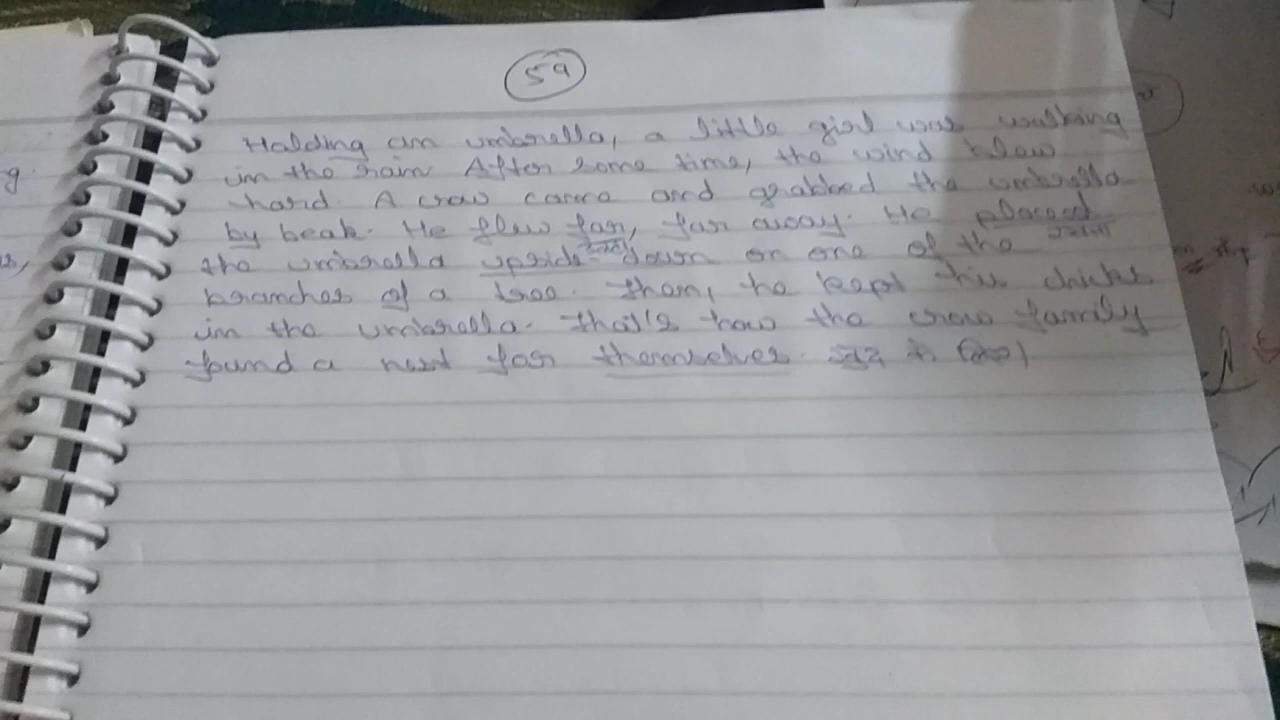 59
Holding an umbrella, a little girl was walking
in the rain After some time, the wind blow
hard. A crow came and grabbed the umbrella
by beak. He flew far, far away. He placed
the umbrella upside down on one of the
branches of a tree. Then, he kept his chicks
in the umbrella. That's how the crow family
found a nest for themselves.